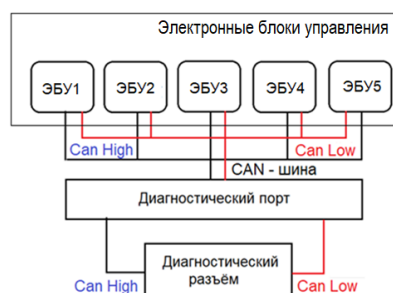 Электронные блоки управления
ЭБУ1 ЭБУ2 ЭБУ3 ЭБУ4 ЭБУ5
Can High Can Low
CAN - шина
Диагностический порт
Диагностический
разъём
Can High Can Low